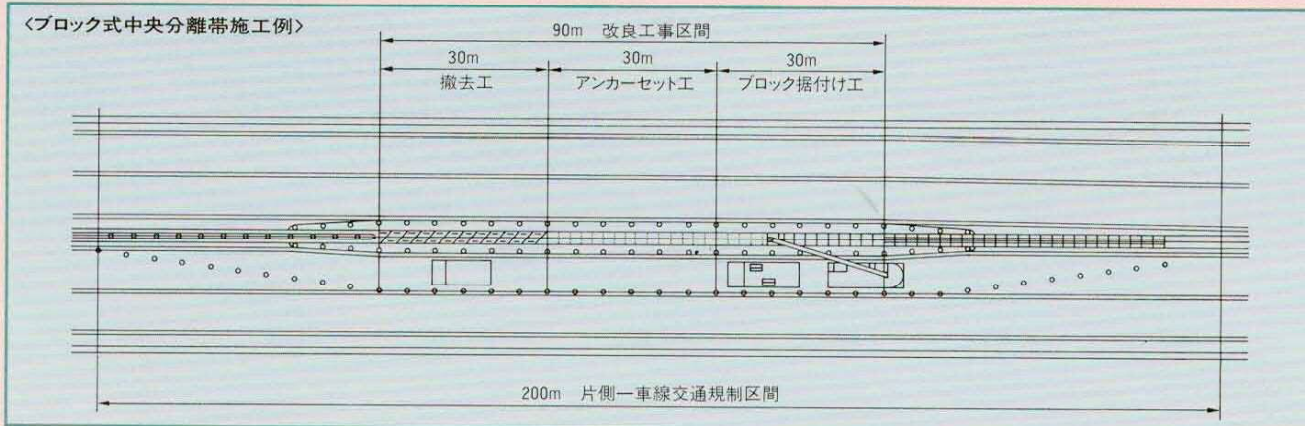 〈ブロック式中央分離帯施工例〉
90m 改良工事区間
30m 30m 30m
撤去工 アンカーセット工 ブロック据付け工
200m 片側一車線交通規制区間